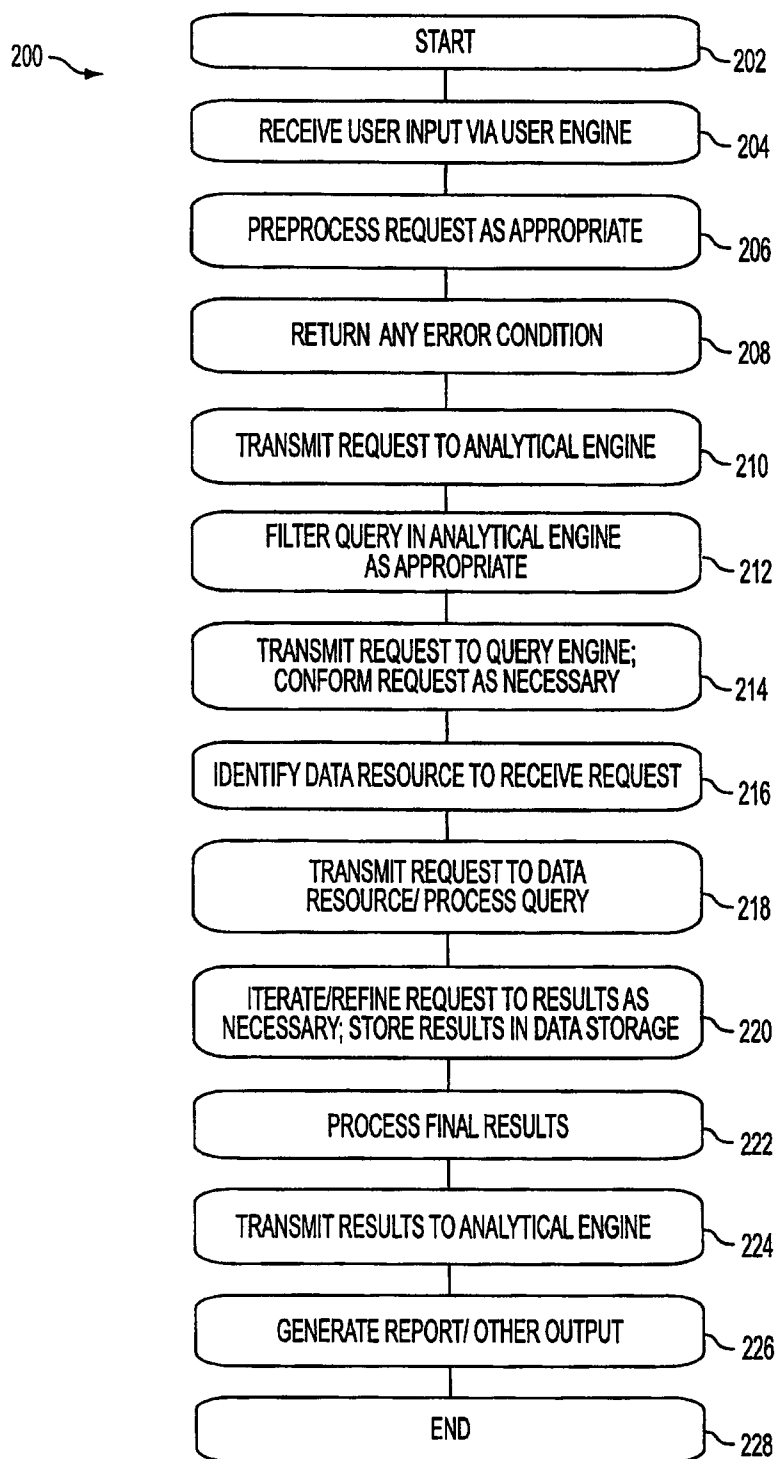 200
START
202
RECEIVE USER INPUT VIA USER ENGINE
204
PREPROCESS REQUEST AS APPROPRIATE
206
RETURN ANY ERROR CONDITION
208
TRANSMIT REQUEST TO ANALYTICAL ENGINE
210
FILTER QUERY IN ANALYTICAL ENGINE
AS APPROPRIATE
212
TRANSMIT REQUEST TO QUERY ENGINE;
CONFORM REQUEST AS NECESSARY
214
IDENTIFY DATA RESOURCE TO RECEIVE REQUEST
216
TRANSMIT REQUEST TO DATA
RESOURCE/ PROCESS QUERY
218
ITERATE/REFINE REQUEST TO RESULTS AS
NECESSARY; STORE RESULTS IN DATA STORAGE
220
PROCESS FINAL RESULTS
222
TRANSMIT RESULTS TO ANALYTICAL ENGINE
224
GENERATE REPORT/ OTHER OUTPUT
226
END
228